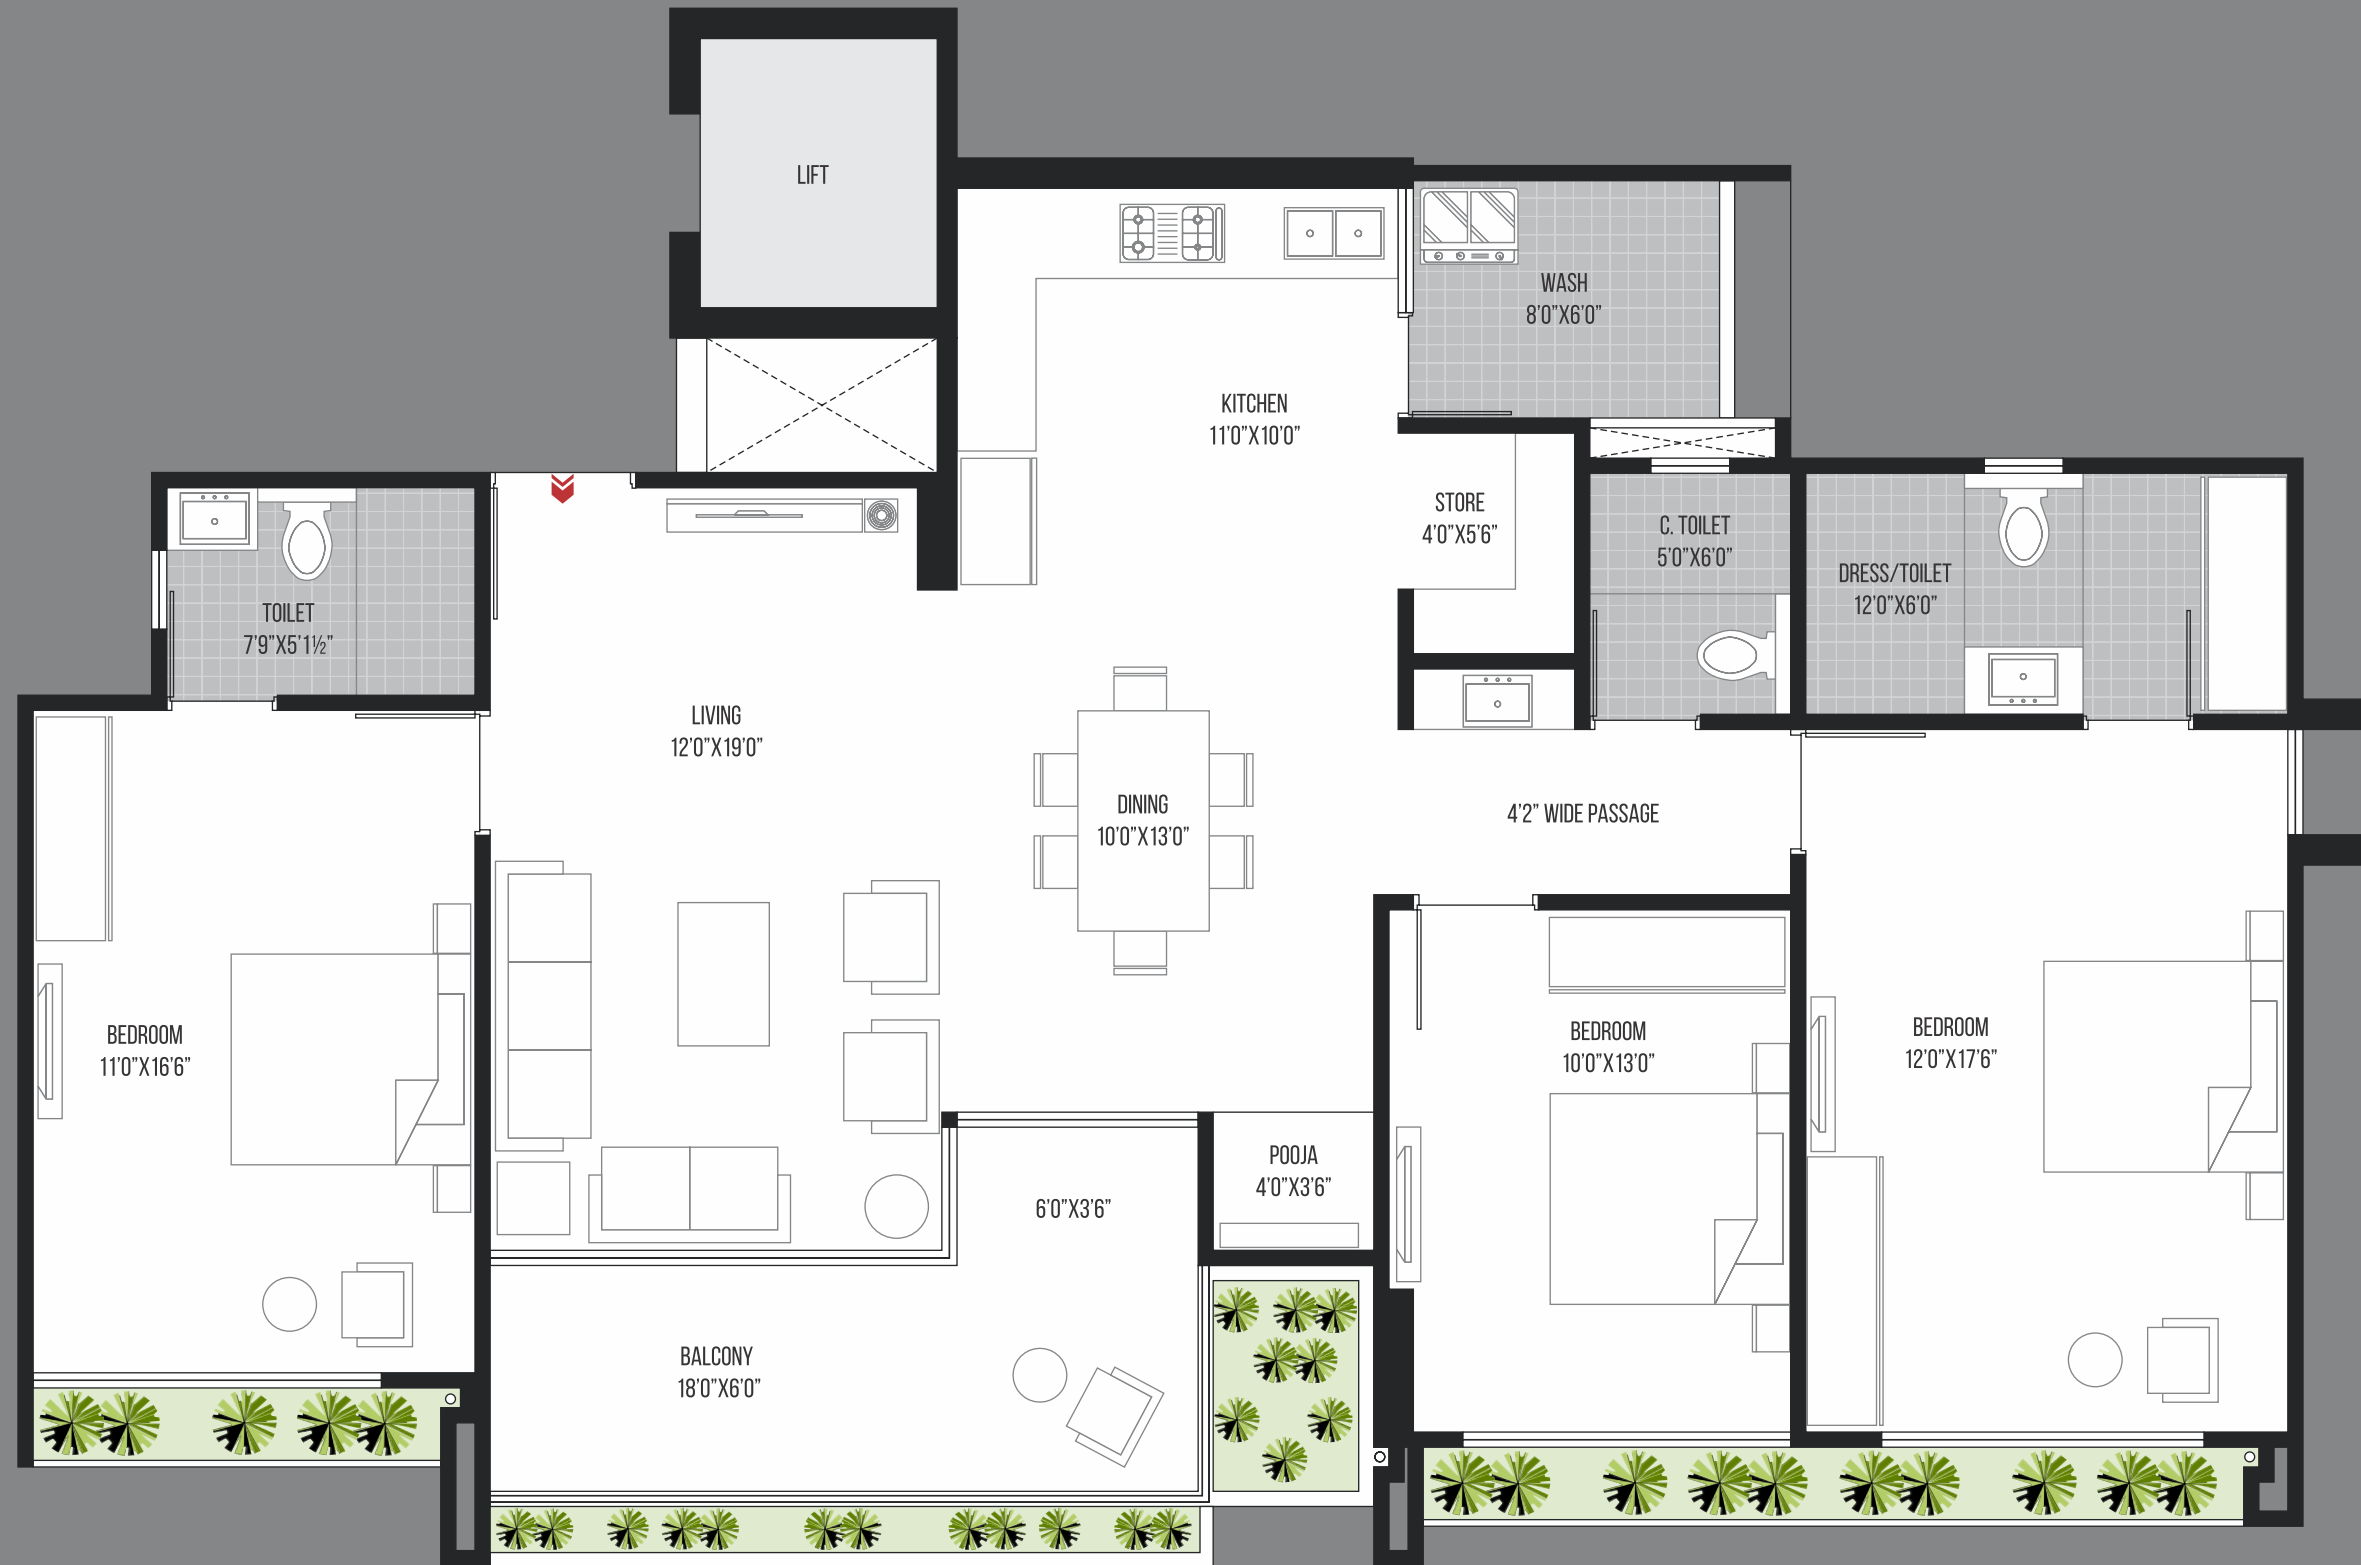 LIFT
WASH
8'0"X6'0"
KITCHEN
11'0"X10'0"
STORE
4'0"X5'6"
C. TOILET
5'0"X6'0"
DRESS/TOILET
12'0"X6'0"
TOILET
7'9"X5'1½"
LIVING
12'0"X19'0"
DINING
10'0"X13'0"
4'2" WIDE PASSAGE
BEDROOM
11'0"X16'6"
BEDROOM
10'0"X13'0"
BEDROOM
12'0"X17'6"
POOJA
4'0"X3'6"
6'0"X3'6"
BALCONY
18'0"X6'0"